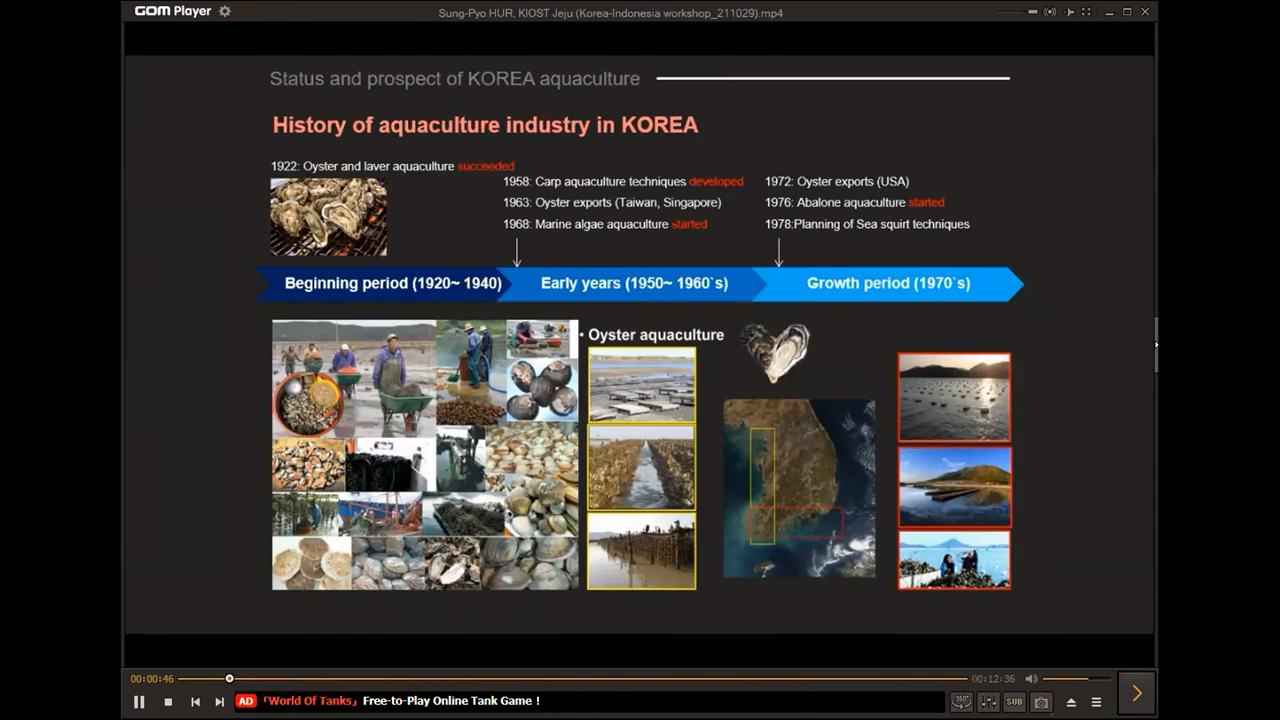 GOM Player
Sung-Pyo HUR, KIOST Jeju (Korea-Indonesia workshop_211029).mp4
Status and prospect of KOREA aquaculture
History of aquaculture industry in KOREA
1922: Oyster and laver aquaculture succeeded
1958: Carp aquaculture techniques developed
1963: Oyster exports (Taiwan, Singapore)
1968: Marine algae aquaculture started
1972: Oyster exports (USA)
1976: Abalone aquaculture started
1978:Planning of Sea squirt techniques
Beginning period (1920~ 1940)
Early years (1950~ 1960`s)
Growth period (1970`s)
• Oyster aquaculture
00:00:46
00:12:36
AD 「World Of Tanks」 Free-to-Play Online Tank Game !
360°
SUB